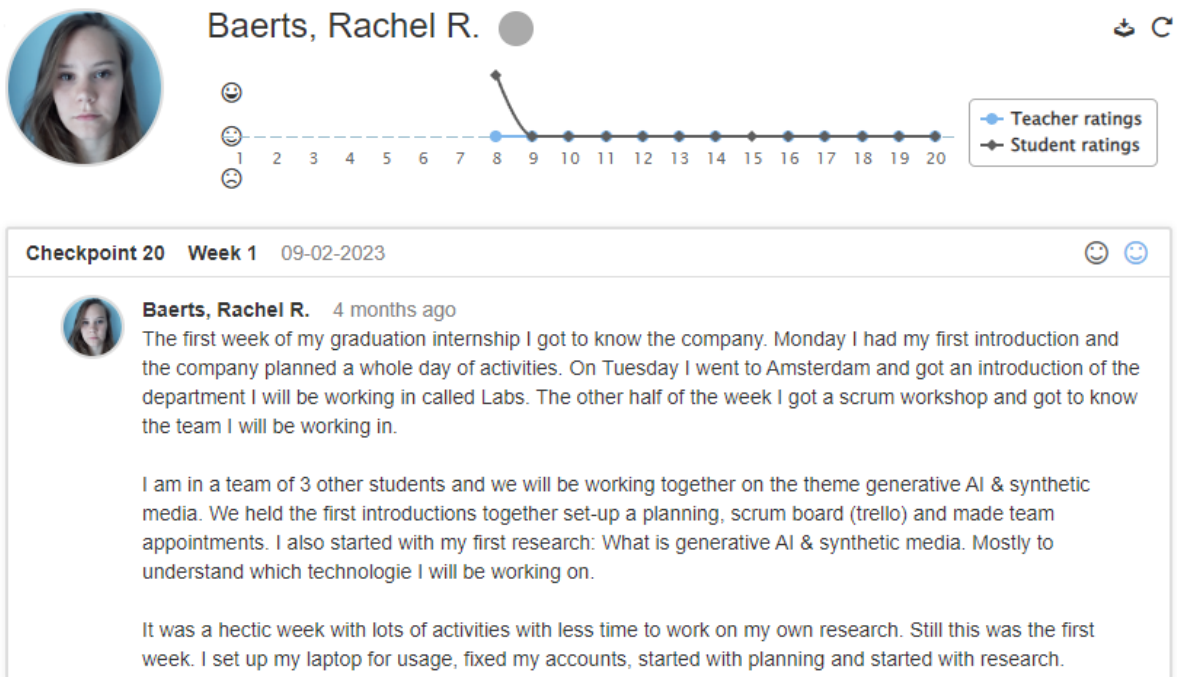 Baerts, Rachel R.
1 2 3 4 5 6 7 8 9 10 11 12 13 14 15 16 17 18 19 20
Teacher ratings
Student ratings
Checkpoint 20 Week 1 09-02-2023
Baerts, Rachel R. 4 months ago
The first week of my graduation internship I got to know the company. Monday I had my first introduction and
the company planned a whole day of activities. On Tuesday I went to Amsterdam and got an introduction of the
department I will be working in called Labs. The other half of the week I got a scrum workshop and got to know
the team I will be working in.
I am in a team of 3 other students and we will be working together on the theme generative AI & synthetic
media. We held the first introductions together set-up a planning, scrum board (trello) and made team
appointments. I also started with my first research: What is generative AI & synthetic media. Mostly to
understand which technologie I will be working on.
It was a hectic week with lots of activities with less time to work on my own research. Still this was the first
week. I set up my laptop for usage, fixed my accounts, started with planning and started with research.